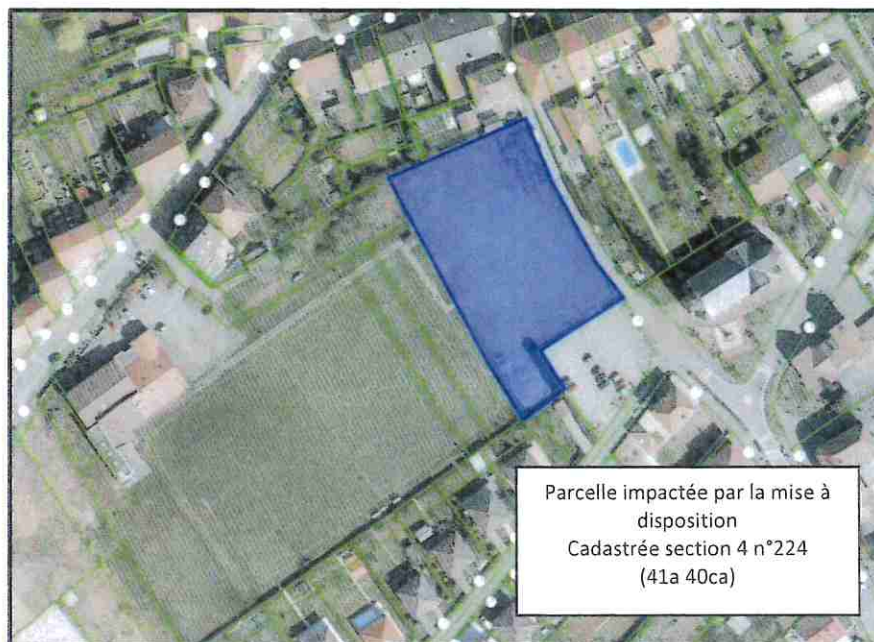 Parcelle impactée par la mise à
disposition
Cadastrée section 4 n°224
(41a 40ca)